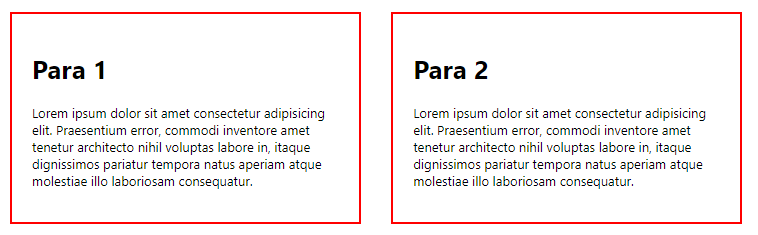 Para 1
Lorem ipsum dolor sit amet consectetur adipisicing
elit. Praesentium error, commodi inventore amet
tenetur architecto nihil voluptas labore in, itaque
dignissimos pariatur tempora natus aperiam atque
molestiae illo laboriosam consequatur.
Para 2
Lorem ipsum dolor sit amet consectetur adipisicing
elit. Praesentium error, commodi inventore amet
tenetur architecto nihil voluptas labore in, itaque
dignissimos pariatur tempora natus aperiam atque
molestiae illo laboriosam consequatur.